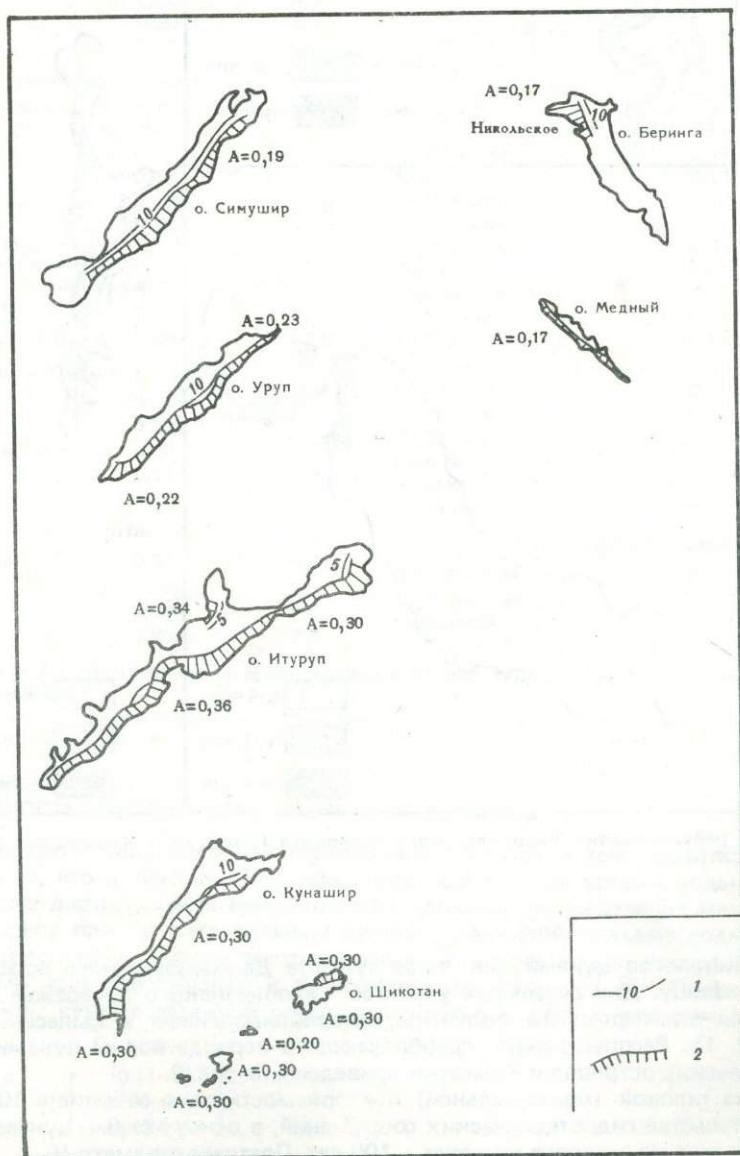 A=0,17
Никольское
10
о. Беринга
A=0,19
10
о. Симушир
о. Медный
A=0,17
A=0,23
10
о. Уруп
A=0,22
5
A=0,34
5
A=0,30
о. Итуруп
A=0,36
10
о. Кунашир
A=0,30
A=0,30
о. Шикотан
A=0,30
A=0,30
A=0,20
A=0,30
A=0,30
10
1
2